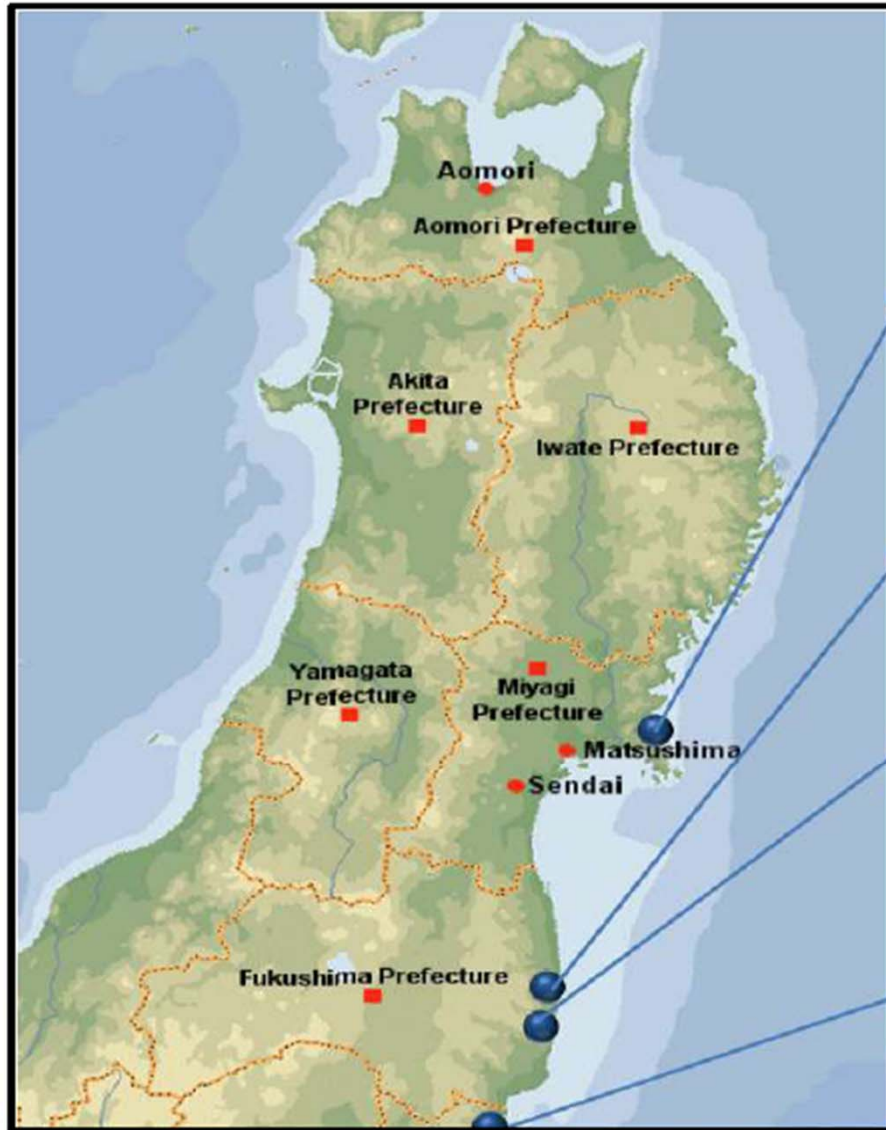 Aomori
Aomori Prefecture
Akita
Prefecture
Iwate Prefecture
Yamagata
Prefecture
Miyagi
Prefecture
Matsushima
Sendai
Fukushima Prefecture